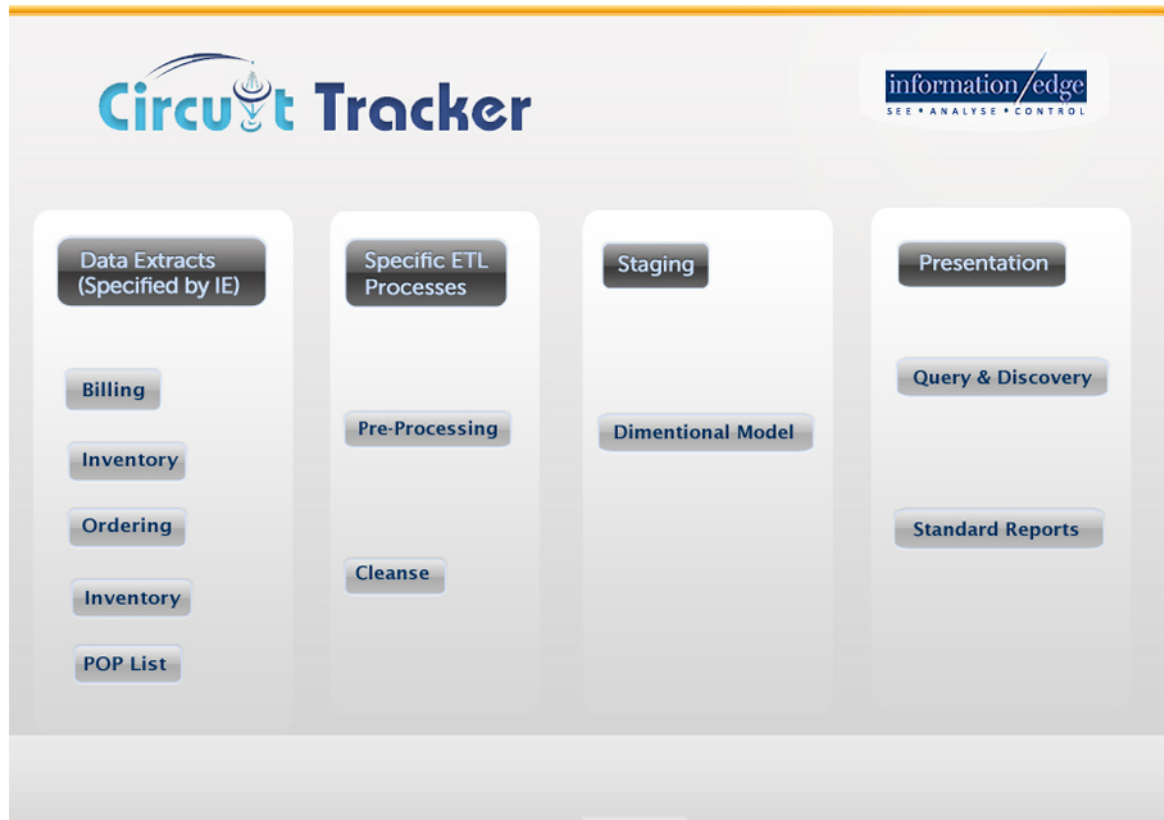 Circuit Tracker
information/edge
SEE • ANALYSE • CONTROL
Data Extracts
(Specified by IE)
Billing
Inventory
Ordering
Inventory
POP List
Specific ETL
Processes
Pre-Processing
Cleanse
Staging
Dimentional Model
Presentation
Query & Discovery
Standard Reports